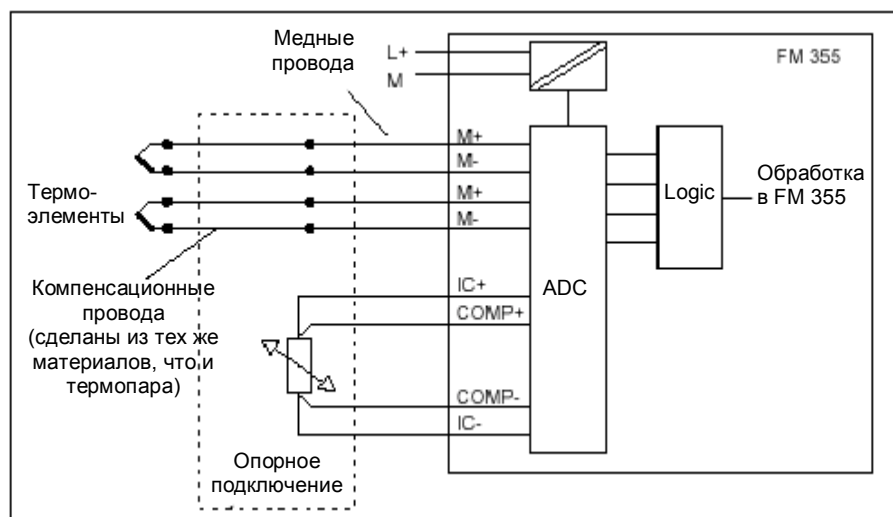 Медные
провода
L+
M
FM 355
M+
M-
M+
M-
Термо-
элементы
Logic
Обработка
в FM 355
Компенсационные
провода
(сделаны из тех же
материалов, что и
термопара)
IC+
COMP+
ADC
COMP-
IC-
Опорное
подключение